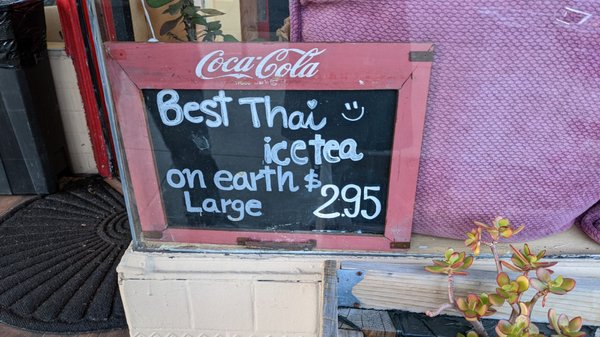 Coca-Cola
Best Thai
ice tea
on earth $
Large 2.95